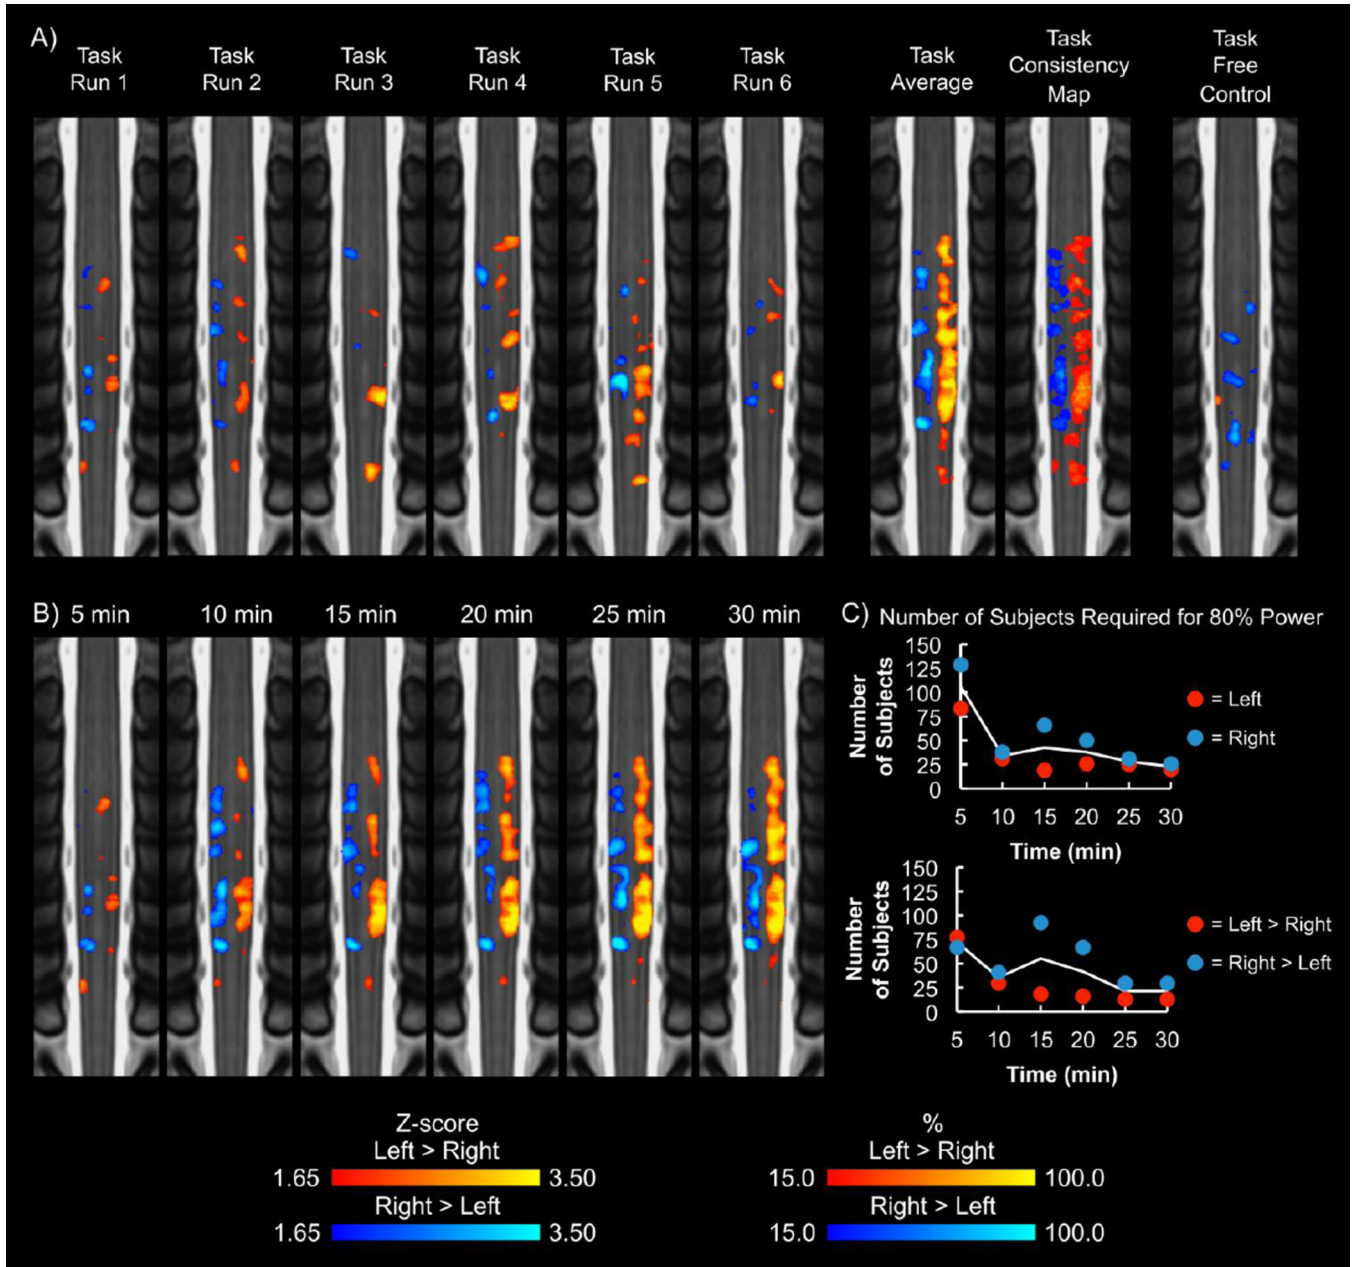 A)
Task
Run 1
Task
Run 2
Task
Run 3
Task
Run 4
Task
Run 5
Task
Run 6
Task
Average
Task
Consistency
Map
Task
Free
Control
B) 5 min
10 min
15 min
20 min
25 min
30 min
C) Number of Subjects Required for 80% Power
Number
of Subjects
150
125
100
75
50
25
0
5 10 15 20 25 30
Time (min)
= Left
= Right
Number
of Subjects
150
125
100
75
50
25
0
5 10 15 20 25 30
Time (min)
= Left > Right
= Right > Left
Z-score
Left > Right
1.65 3.50
Right > Left
1.65 3.50
%
Left > Right
15.0 100.0
Right > Left
15.0 100.0